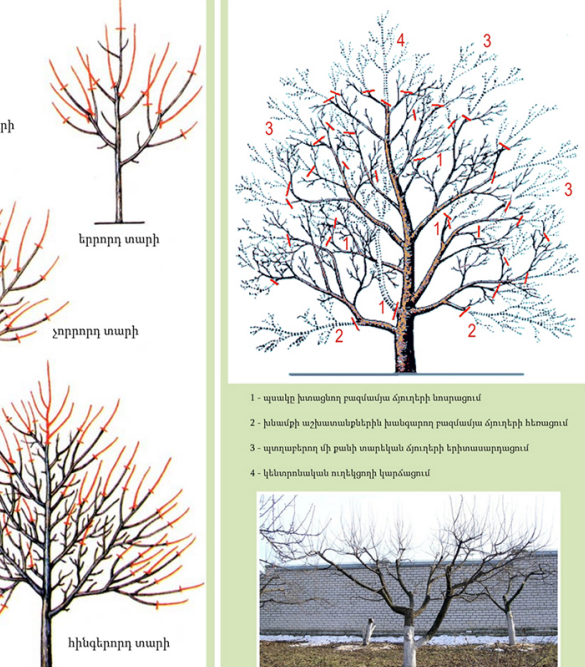 րի
երրորդ տարի
չորրորդ տարի
հինգերորդ տարի
4
3
3
1
3
1
1
1
1
2
2
1 - պսակը խտացնող բազմամյա ճյուղերի նոսրացում
2 - խնամքի աշխատանքներին խանգարող բազմամյա ճյուղերի հեռացում
3 - պտղաբերող մի քանի տարեկան ճյուղերի երիտասարդացում
4 - կենտրոնական ուղեկցողի կարճացում